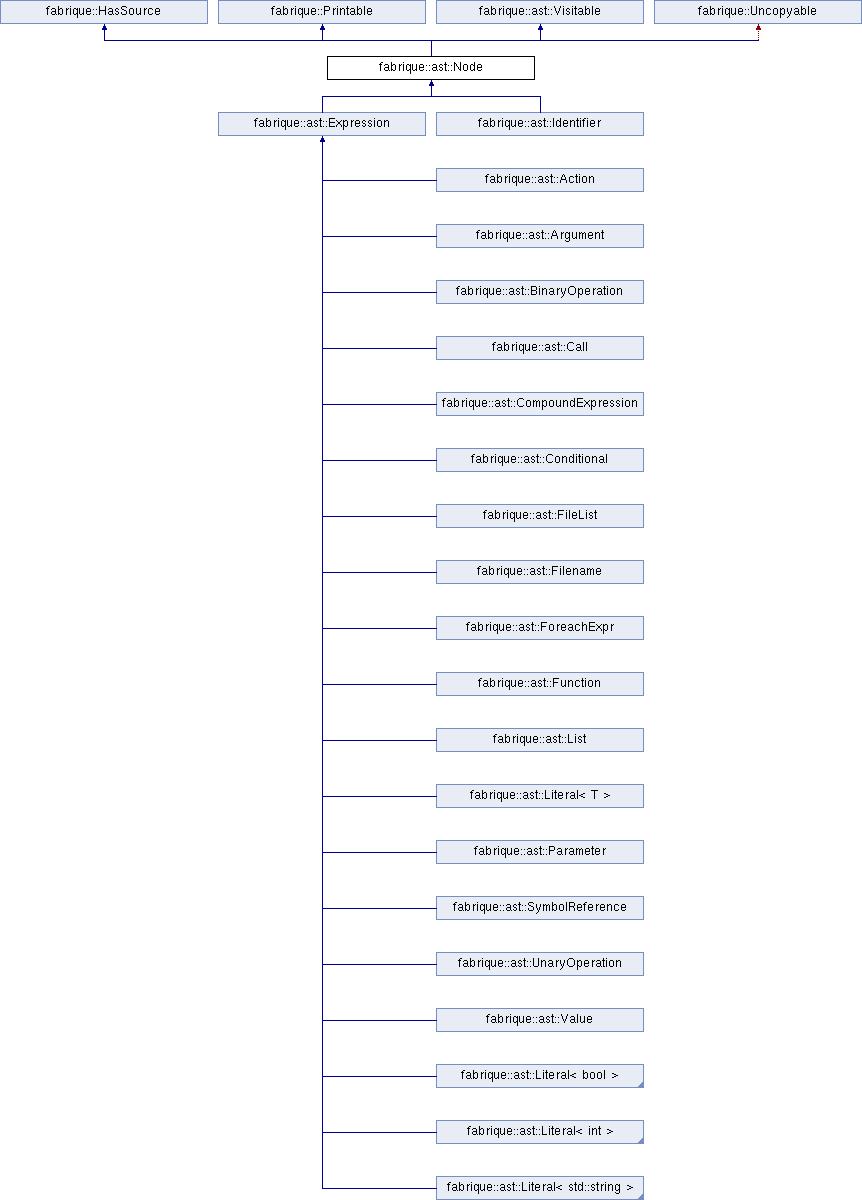 fabrique::HasSource
fabrique::Printable
fabrique::ast::Visitable
fabrique::Uncopyable
fabrique::ast::Node
fabrique::ast::Expression
fabrique::ast::Identifier
fabrique::ast::Action
fabrique::ast::Argument
fabrique::ast::BinaryOperation
fabrique::ast::Call
fabrique::ast::CompoundExpression
fabrique::ast::Conditional
fabrique::ast::FileList
fabrique::ast::Filename
fabrique::ast::ForeachExpr
fabrique::ast::Function
fabrique::ast::List
fabrique::ast::Literal< T >
fabrique::ast::Parameter
fabrique::ast::SymbolReference
fabrique::ast::UnaryOperation
fabrique::ast::Value
fabrique::ast::Literal< bool >
fabrique::ast::Literal< int >
fabrique::ast::Literal< std::string >